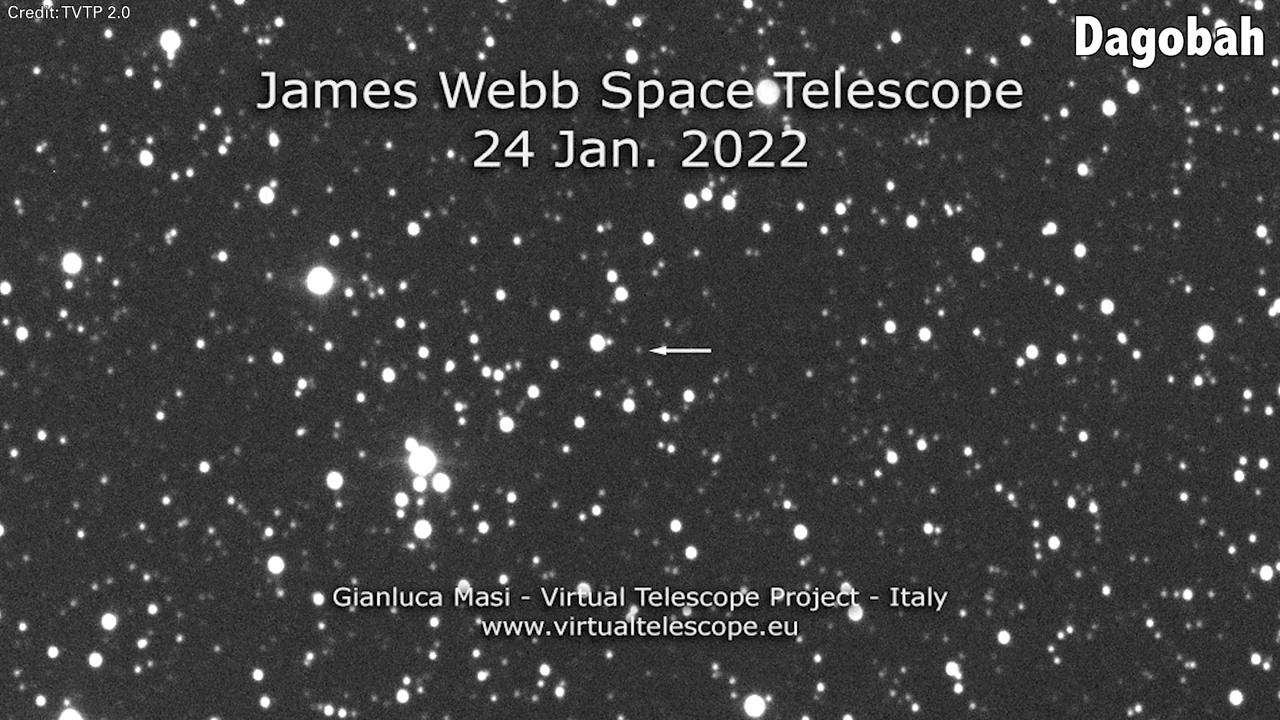 Credit: TVTP 2.0
Dagobah
James Webb Space Telescope
24 Jan. 2022
Gianluca Masi - Virtual Telescope Project - Italy
www.virtualtelescope.eu